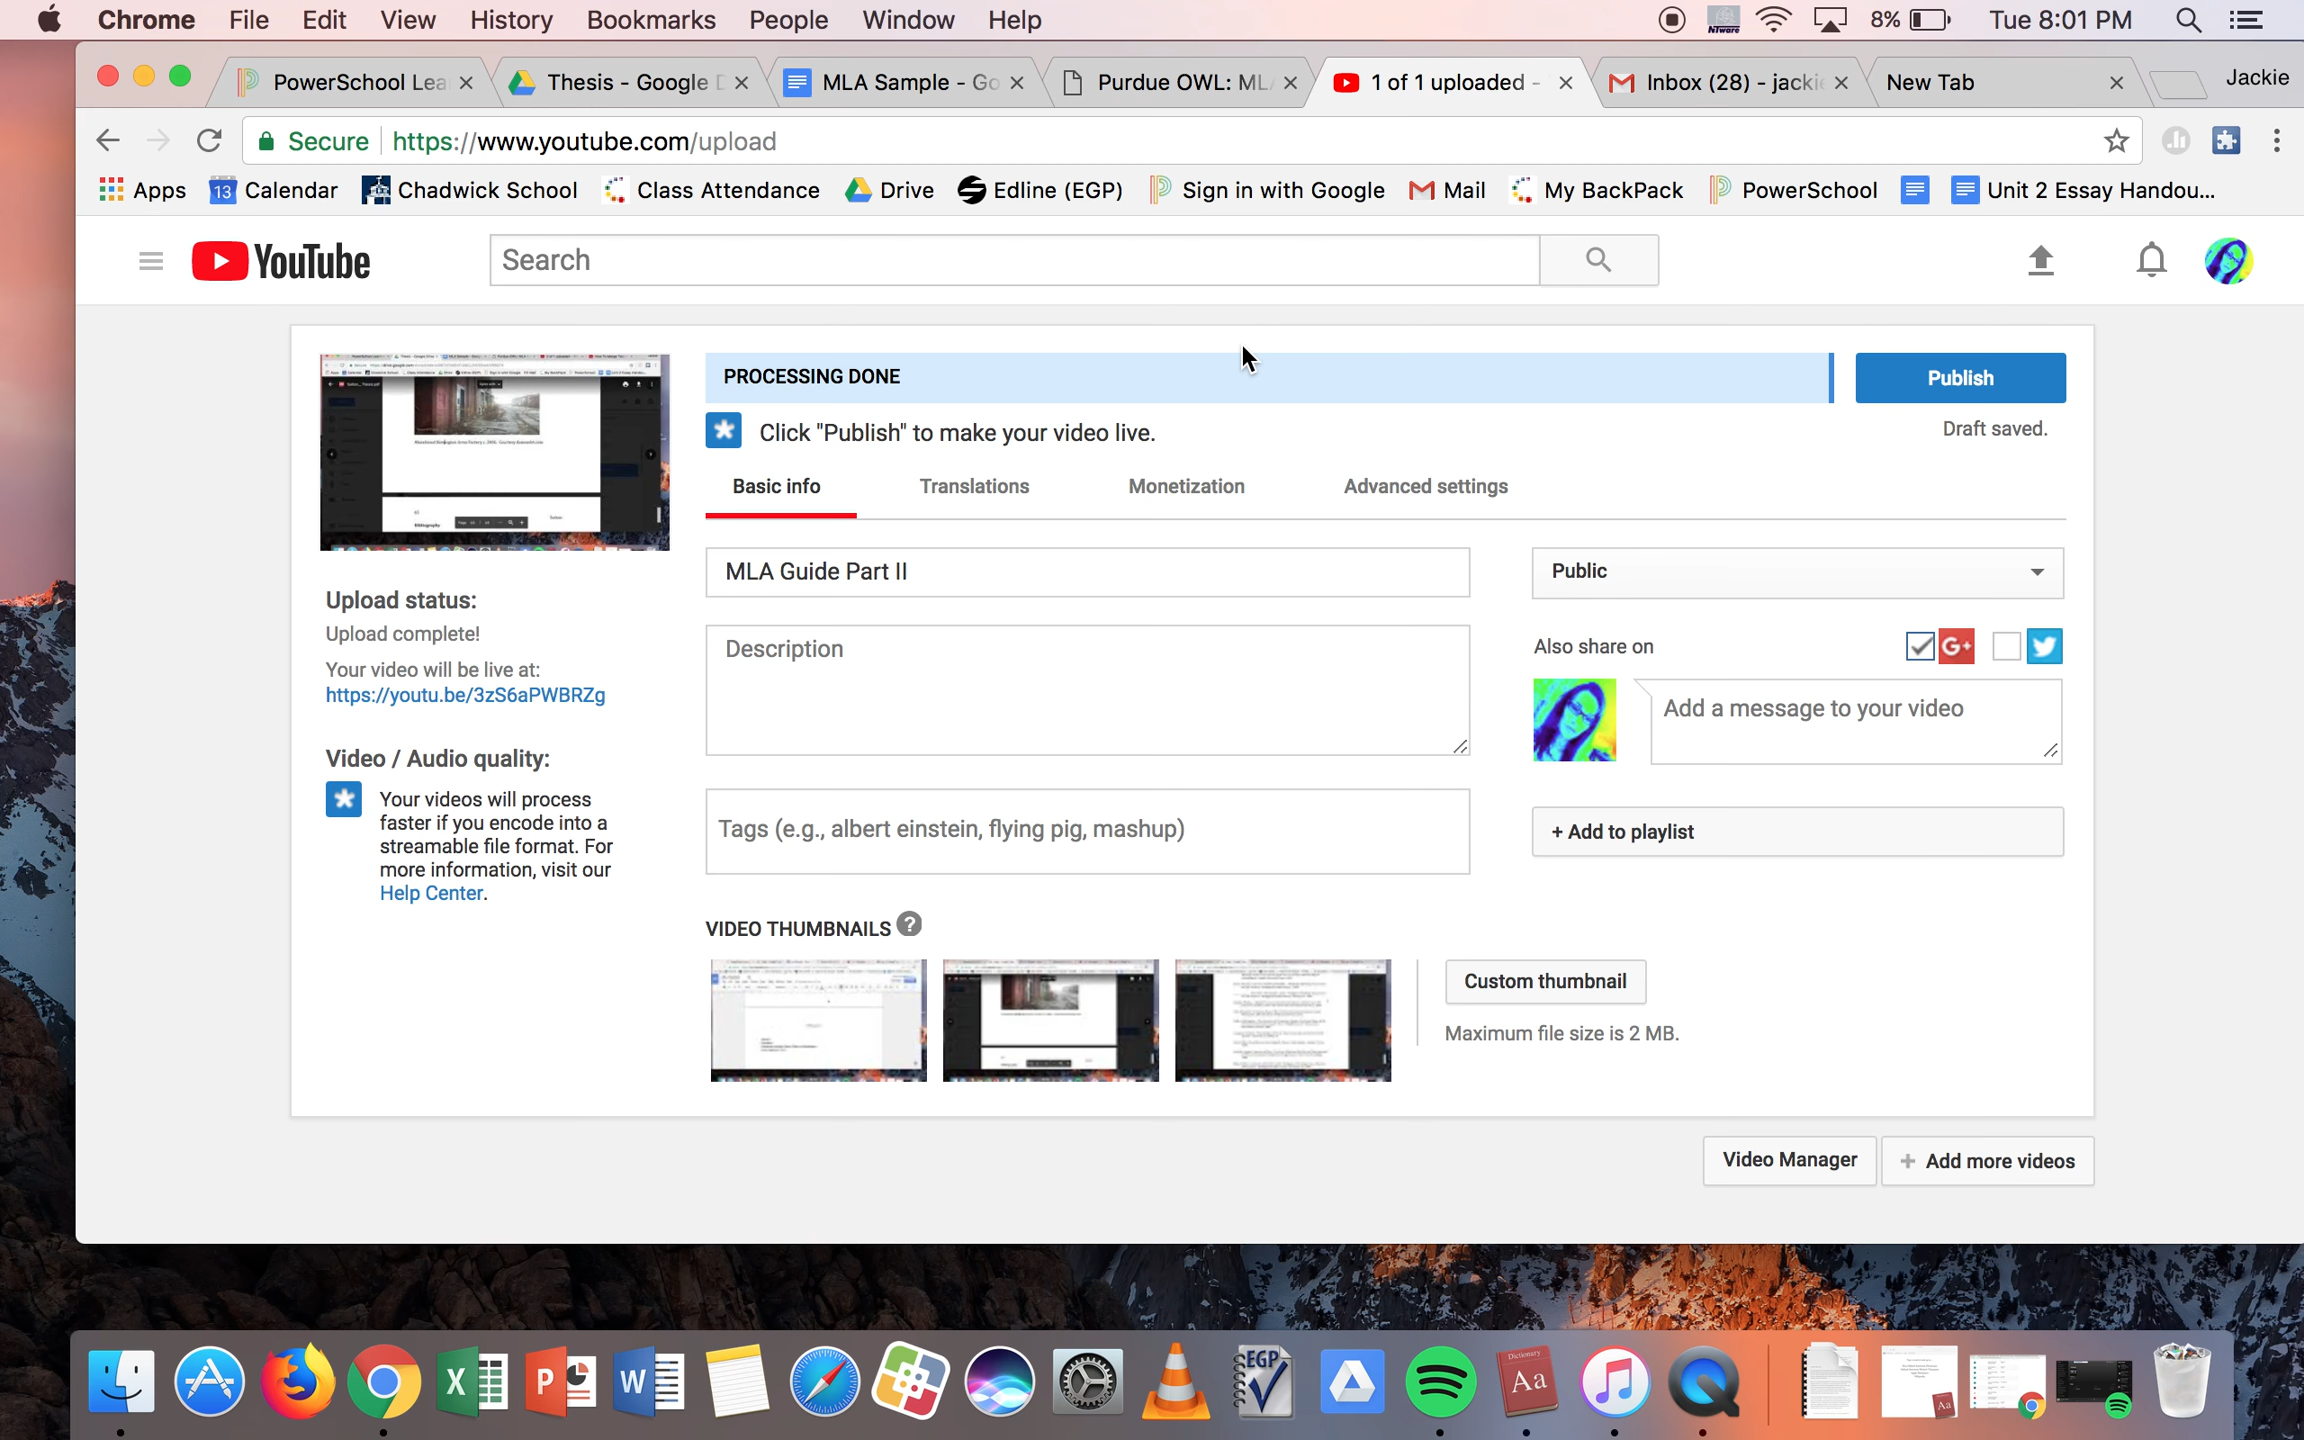 Chrome File Edit View History Bookmarks People Window Help NTware 8% Tue 8:01 PM
PowerSchool Lea Thesis - Google D MLA Sample - Go Purdue OWL: ML 1 of 1 uploaded - Inbox (28) - jackie New Tab Jackie
Secure https://www.youtube.com/upload
Apps 13 Calendar Chadwick School Class Attendance Drive Edline (EGP) Sign in with Google Mail My BackPack PowerSchool Unit 2 Essay Handou...
YouTube Search
PROCESSING DONE Publish
Click "Publish" to make your video live. Draft saved.
Basic info Translations Monetization Advanced settings
MLA Guide Part II Public
Upload status:
Upload complete!
Your video will be live at:
https://youtu.be/3zS6aPWBRZg
Description
Also share on G+
Add a message to your video
Video / Audio quality:
Your videos will process
faster if you encode into a
streamable file format. For
more information, visit our
Help Center.
Tags (e.g., albert einstein, flying pig, mashup)
+ Add to playlist
VIDEO THUMBNAILS ?
Custom thumbnail
Maximum file size is 2 MB.
Video Manager + Add more videos
EGP Dictionary
Aa